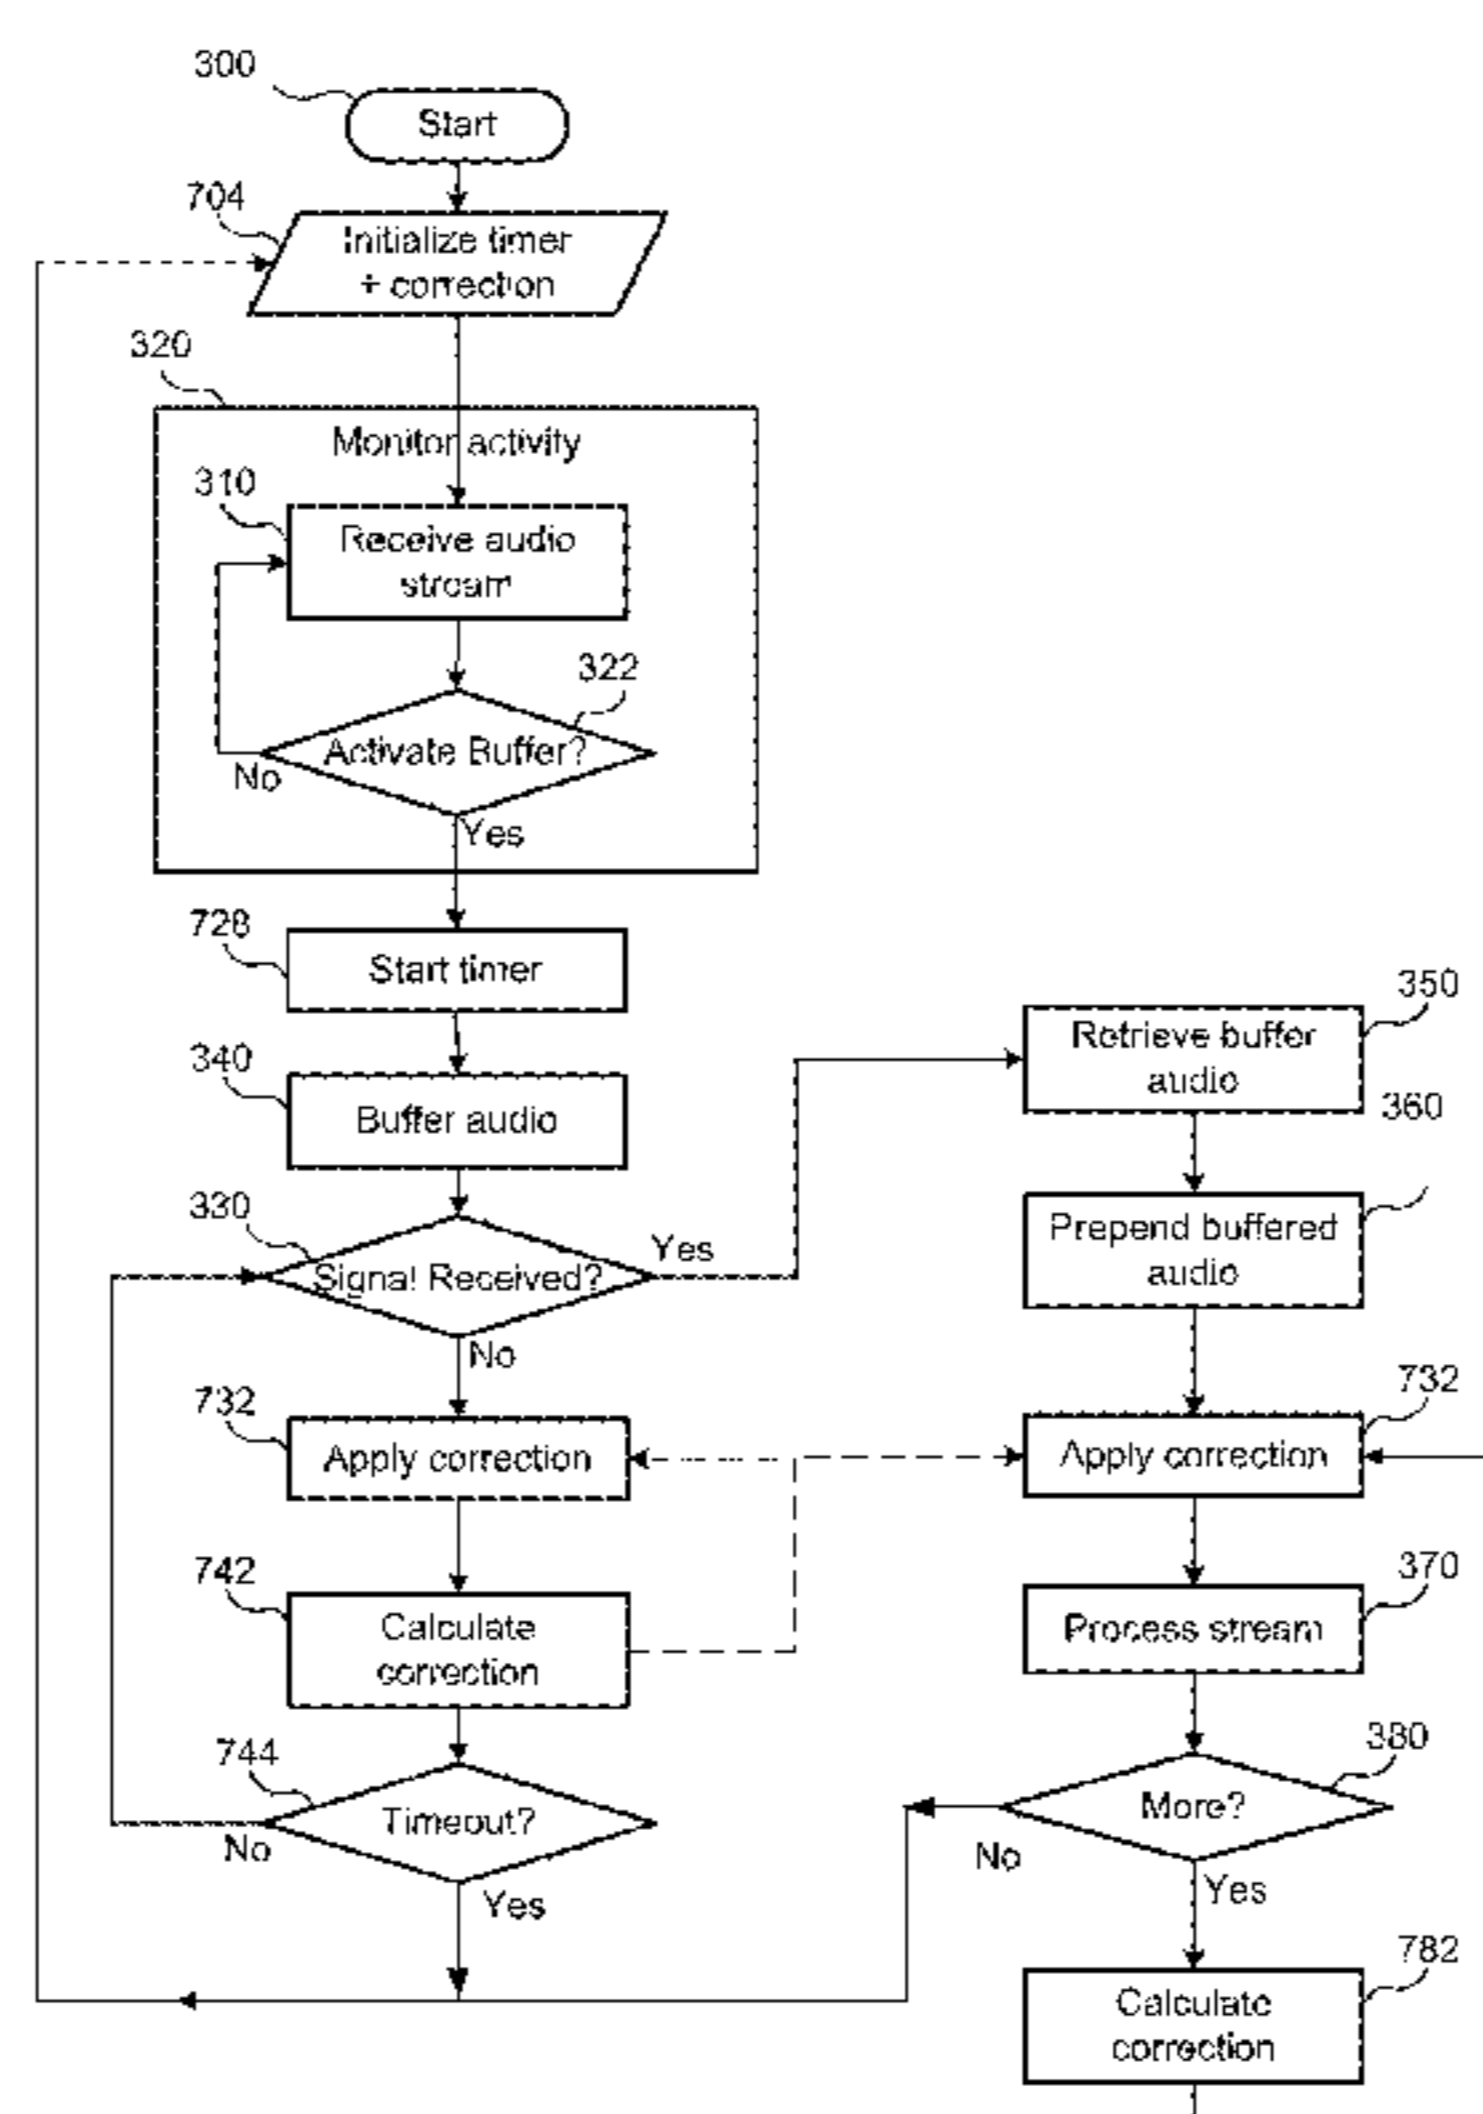 300
Start
704
Initialize timer
+ correction
320
Monitor activity
310
Receive audio
stream
322
Activate Buffer?
No
Yes
728
Start timer
340
Buffer audio
330
Signal Received?
Yes
No
732
Apply correction
742
Calculate
correction
744
Timeout?
No
Yes
350
Retrieve buffer
audio
360
Prepend buffered
audio
732
Apply correction
370
Process stream
380
More?
No
Yes
782
Calculate
correction